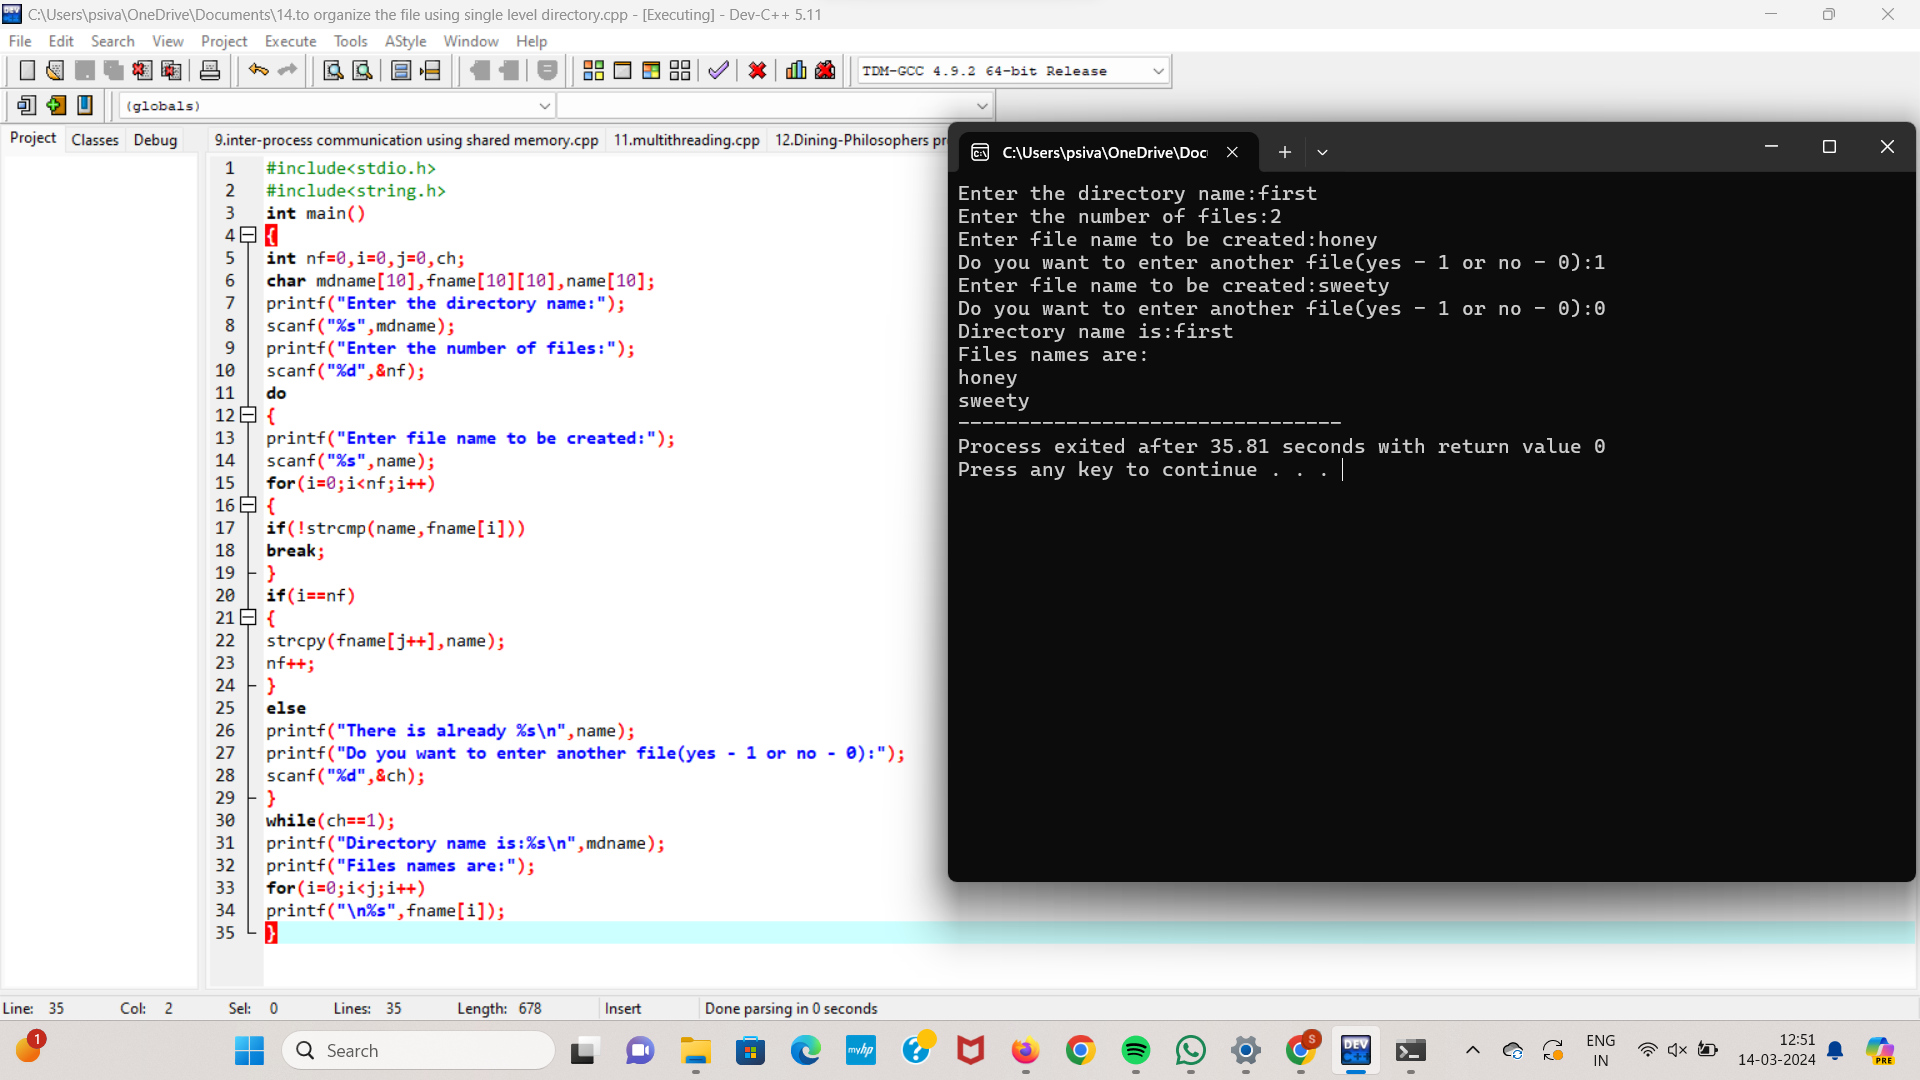 C:\Users\psiva\OneDrive\Documents\14.to organize the file using single level directory.cpp - [Executing] - Dev-C++ 5.11
File Edit Search View Project Execute Tools AStyle Window Help
TDM-GCC 4.9.2 64-bit Release
(globals)
Project Classes Debug
9.inter-process communication using shared memory.cpp 11.multithreading.cpp 12.Dining-Philosophers pr
1 #include<stdio.h>
2 #include<string.h>
3 int main()
4 {
5 int nf=0,i=0,j=0,ch;
6 char mdname[10],fname[10][10],name[10];
7 printf("Enter the directory name:");
8 scanf("%s",mdname);
9 printf("Enter the number of files:");
10 scanf("%d",&nf);
11 do
12 {
13 printf("Enter file name to be created:");
14 scanf("%s",name);
15 for(i=0;i<nf;i++)
16 {
17 if(!strcmp(name,fname[i]))
18 break;
19 }
20 if(i==nf)
21 {
22 strcpy(fname[j++],name);
23 nf++;
24 }
25 else
26 printf("There is already %s\n",name);
27 printf("Do you want to enter another file(yes - 1 or no - 0):");
28 scanf("%d",&ch);
29 }
30 while(ch==1);
31 printf("Directory name is:%s\n",mdname);
32 printf("Files names are:");
33 for(i=0;i<j;i++)
34 printf("\n%s",fname[i]);
35 }
C:\Users\psiva\OneDrive\Doc
Enter the directory name:first
Enter the number of files:2
Enter file name to be created:honey
Do you want to enter another file(yes - 1 or no - 0):1
Enter file name to be created:sweety
Do you want to enter another file(yes - 1 or no - 0):0
Directory name is:first
Files names are:
honey
sweety
--------------------------------
Process exited after 35.81 seconds with return value 0
Press any key to continue . . .
Line: 35 Col: 2 Sel: 0 Lines: 35 Length: 678 Insert Done parsing in 0 seconds
1
Search
myhp
S
DEV
ENG
IN
12:51
14-03-2024
PRE